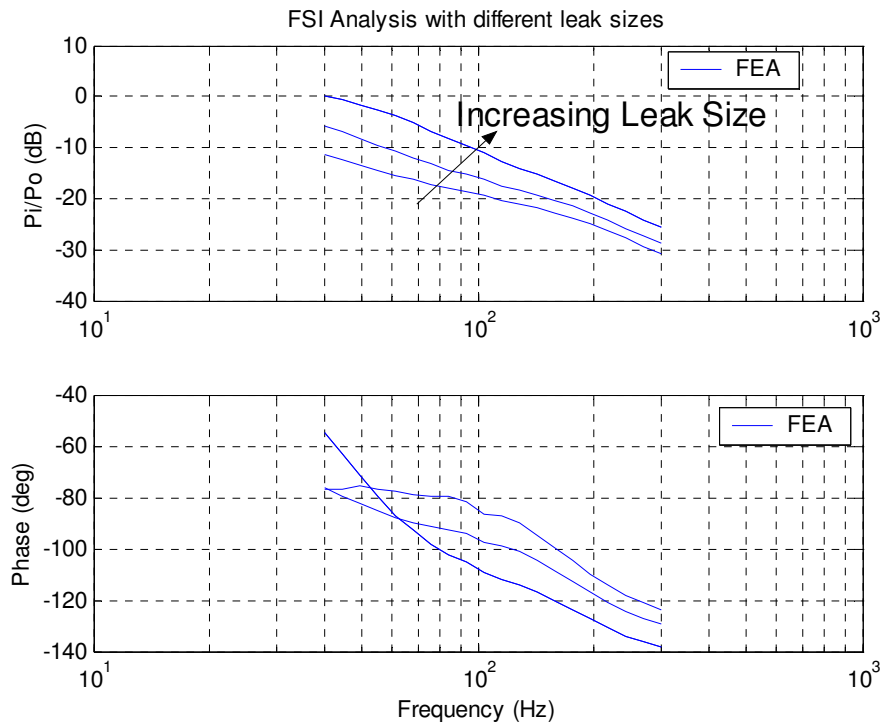 FSI Analysis with different leak sizes
10
FEA
0
Increasing Leak Size
-10
Pi/Po (dB)
-20
-30
-40
10^1
10^2
10^3
-40
FEA
-60
-80
Phase (deg)
-100
-120
-140
10^1
10^2
10^3
Frequency (Hz)